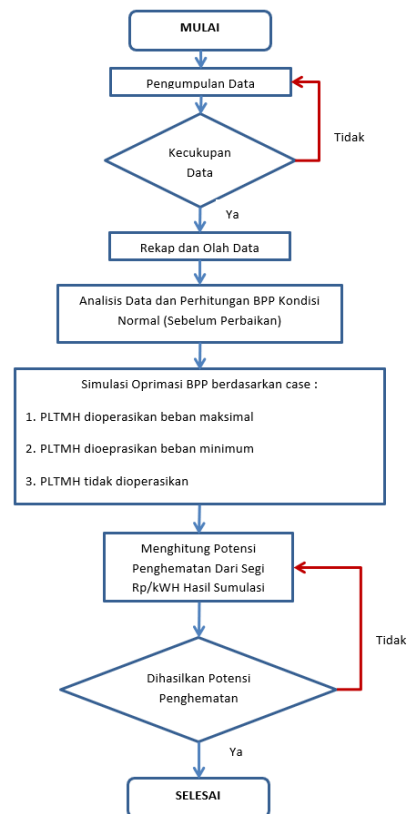 MULAI
Pengumpulan Data
Tidak
Kecukupan
Data
Ya
Rekap dan Olah Data
Analisis Data dan Perhitungan BPP Kondisi
Normal (Sebelum Perbaikan)
Simulasi Oprimasi BPP berdasarkan case :
1. PLTMH dioperasikan beban maksimal
2. PLTMH dioeprasikan beban minimum
3. PLTMH tidak dioperasikan
Menghitung Potensi
Penghematan Dari Segi
Rp/kWH Hasil Sumulasi
Tidak
Dihasilkan Potensi
Penghematan
Ya
SELESAI